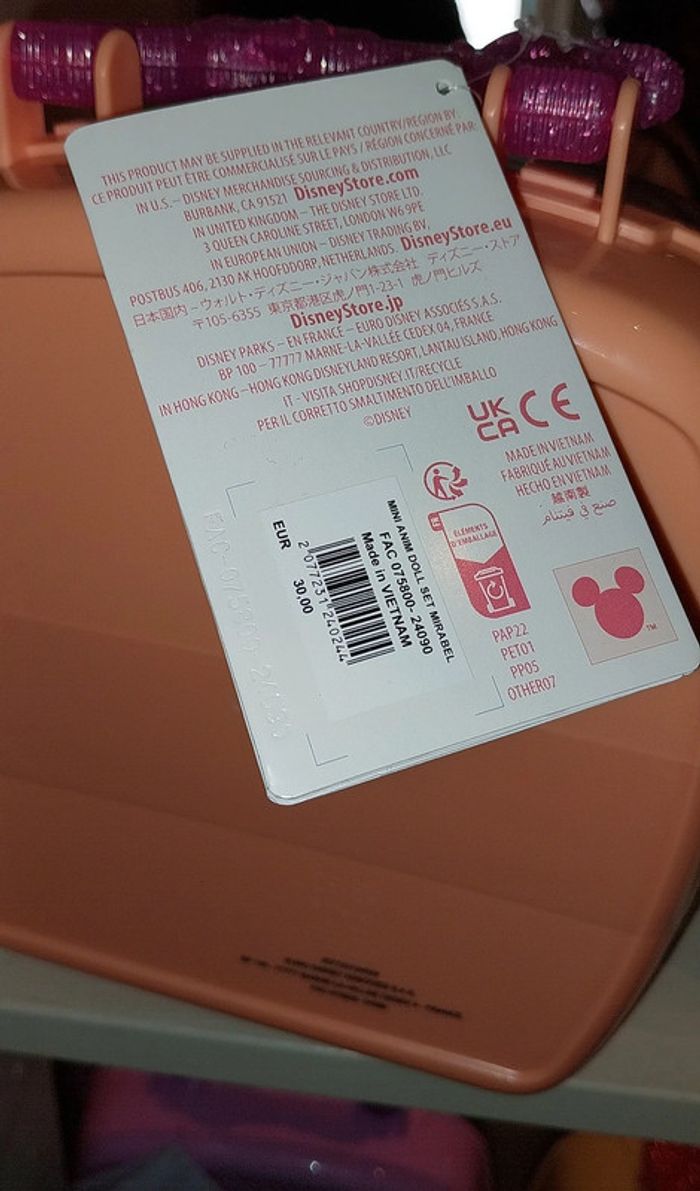 THIS PRODUCT MAY BE SUPPLIED IN THE RELEVANT COUNTRY/REGION BY:
CE PRODUIT PEUT ÊTRE COMMERCIALISÉ SUR LE PAYS / RÉGION CONCERNÉ PAR:
IN U.S. – DISNEY MERCHANDISE SOURCING & DISTRIBUTION, LLC
BURBANK, CA 91521 DisneyStore.com
IN UNITED KINGDOM – THE DISNEY STORE LTD.
3 QUEEN CAROLINE STREET, LONDON W6 9PE
IN EUROPEAN UNION – DISNEY TRADING BV,
POSTBUS 406, 2130 AK HOOFDDORP, NETHERLANDS. DisneyStore.eu
日本国内 – ウォルト・ディズニー・ジャパン株式会社 ディズニー・ストア
〒105-6355 東京都港区虎ノ門1-23-1 虎ノ門ヒルズ
DisneyStore.jp
DISNEY PARKS – EN FRANCE – EURO DISNEY ASSOCIÉS S.A.S.
BP 100 – 77777 MARNE-LA-VALLÉE CEDEX 04, FRANCE
IN HONG KONG – HONG KONG DISNEYLAND RESORT, LANTAU ISLAND, HONG KONG
IT - VISITA SHOPDISNEY.IT/RECYCLE
PER IL CORRETTO SMALTIMENTO DELL'IMBALLO
©DISNEY
UK
CA CE
MADE IN VIETNAM
FABRIQUÉ AU VIETNAM
HECHO EN VIETNAM
越南製
صنع في فيتنام
ÉLÉMENTS
D'EMBALLAGE
PAP22
PET01
PP05
OTHER07
TM
MINI ANIM DOLL SET MIRABEL
FAC 075800- 24090
Made in VIETNAM
2 077231 240244
EUR 30,00